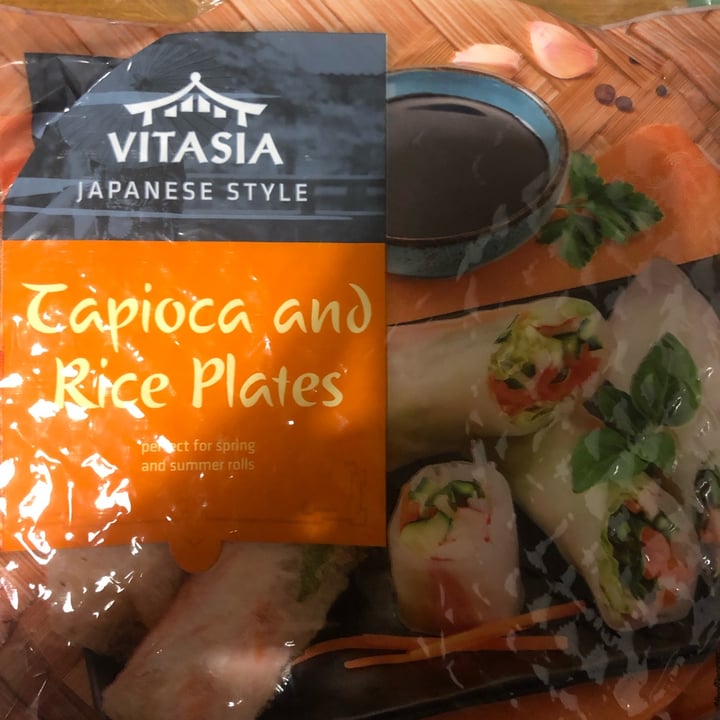 VITASIA
JAPANESE STYLE
Tapioca and
Rice Plates
perfect for spring
and summer rolls